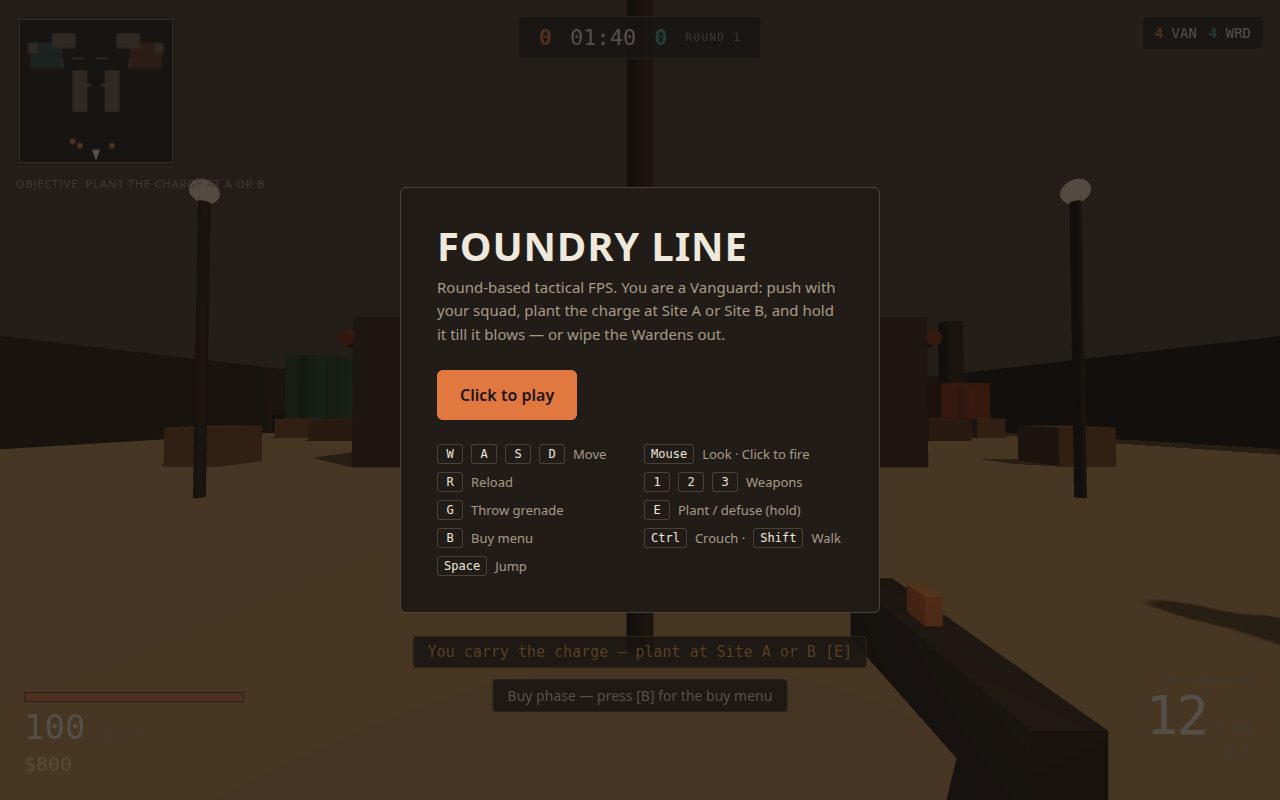 0 01:40 0 ROUND 1
4 VAN 4 WRD
OBJECTIVE: PLANT THE CHARGE AT A OR B
FOUNDRY LINE
Round-based tactical FPS. You are a Vanguard: push with
your squad, plant the charge at Site A or Site B, and hold
it till it blows — or wipe the Wardens out.
Click to play
W A S D Move
Mouse Look · Click to fire
R Reload
1 2 3 Weapons
G Throw grenade
E Plant / defuse (hold)
B Buy menu
Ctrl Crouch · Shift Walk
Space Jump
You carry the charge — plant at Site A or B [E]
Buy phase — press [B] for the buy menu
100
$800
12